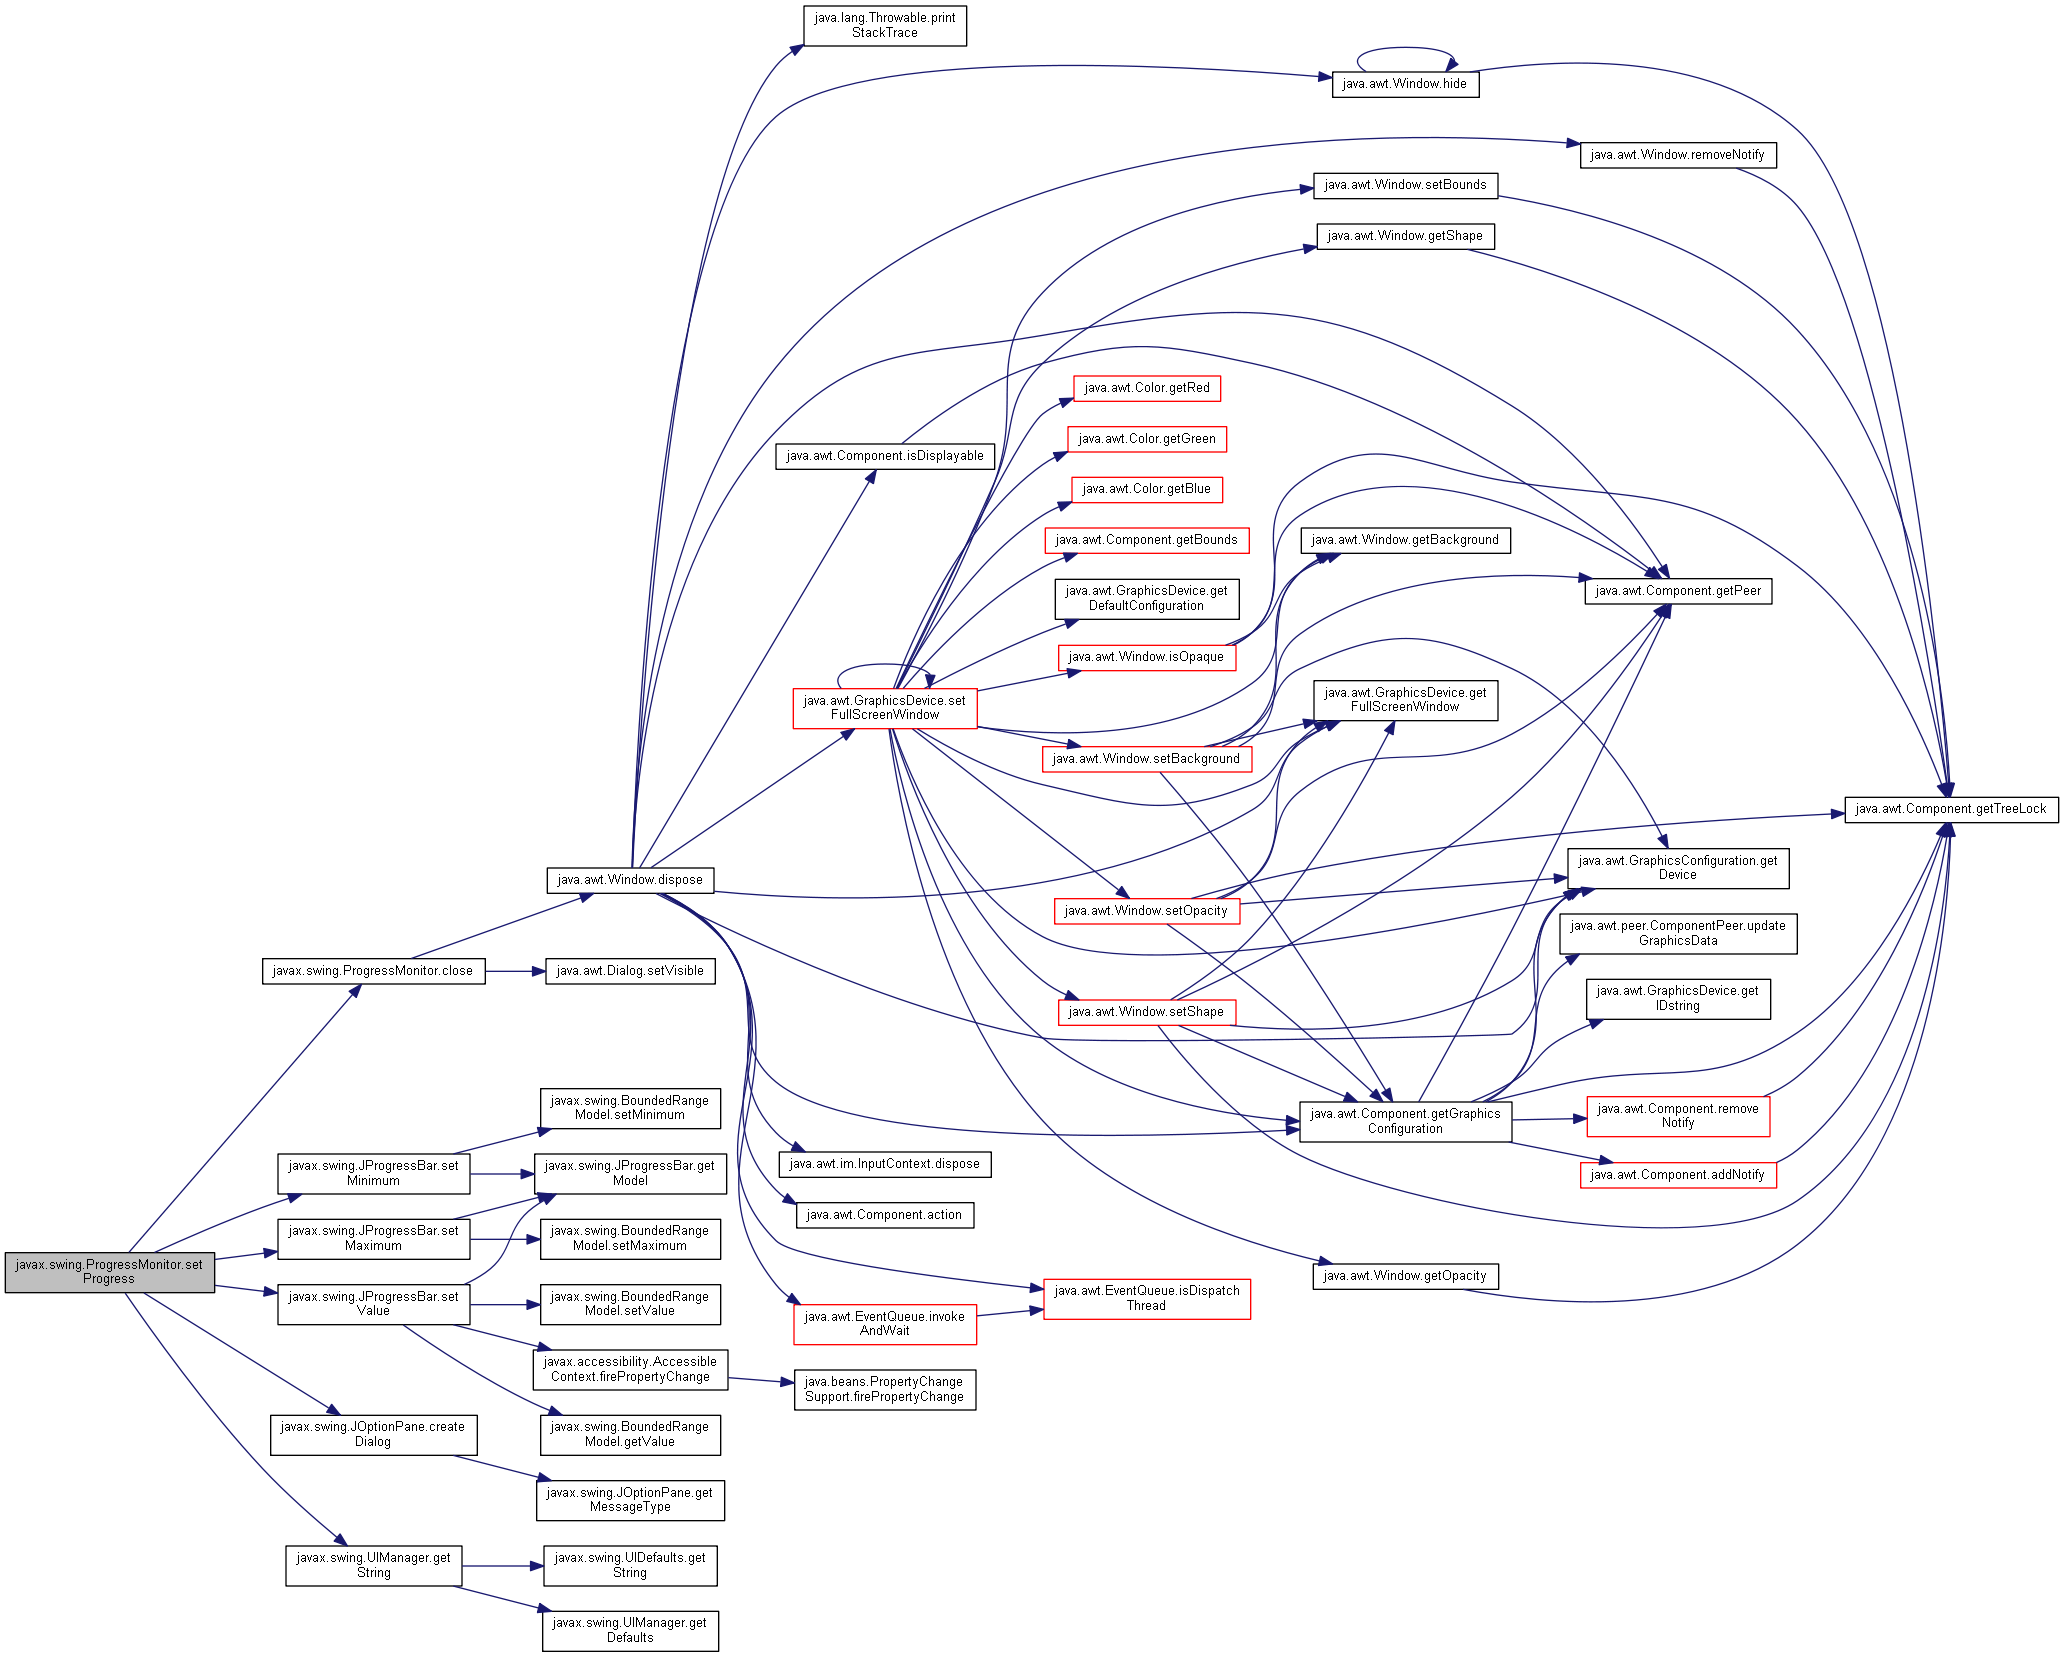 java.lang.Throwable.print
StackTrace
java.awt.Window.hide
java.awt.Window.removeNotify
java.awt.Window.setBounds
java.awt.Window.getShape
java.awt.Color.getRed
java.awt.Color.getGreen
java.awt.Component.isDisplayable
java.awt.Color.getBlue
java.awt.Component.getBounds
java.awt.Window.getBackground
java.awt.GraphicsDevice.get
DefaultConfiguration
java.awt.Component.getPeer
java.awt.Window.isOpaque
java.awt.GraphicsDevice.set
FullScreenWindow
java.awt.GraphicsDevice.get
FullScreenWindow
java.awt.Window.setBackground
java.awt.Component.getTreeLock
java.awt.GraphicsConfiguration.get
Device
java.awt.Window.dispose
java.awt.Window.setOpacity
java.awt.peer.ComponentPeer.update
GraphicsData
javax.swing.ProgressMonitor.close
java.awt.Dialog.setVisible
java.awt.GraphicsDevice.get
IDstring
java.awt.Window.setShape
javax.swing.BoundedRange
Model.setMinimum
java.awt.Component.getGraphics
Configuration
java.awt.Component.remove
Notify
javax.swing.JProgressBar.set
Minimum
javax.swing.JProgressBar.get
Model
java.awt.im.InputContext.dispose
java.awt.Component.addNotify
java.awt.Component.action
javax.swing.JProgressBar.set
Maximum
javax.swing.BoundedRange
Model.setMaximum
javax.swing.ProgressMonitor.set
Progress
java.awt.Window.getOpacity
javax.swing.JProgressBar.set
Value
javax.swing.BoundedRange
Model.setValue
java.awt.EventQueue.isDispatch
Thread
java.awt.EventQueue.invoke
AndWait
javax.accessibility.Accessible
Context.firePropertyChange
java.beans.PropertyChange
Support.firePropertyChange
javax.swing.JOptionPane.create
Dialog
javax.swing.BoundedRange
Model.getValue
javax.swing.JOptionPane.get
MessageType
javax.swing.UIManager.get
String
javax.swing.UIDefaults.get
String
javax.swing.UIManager.get
Defaults